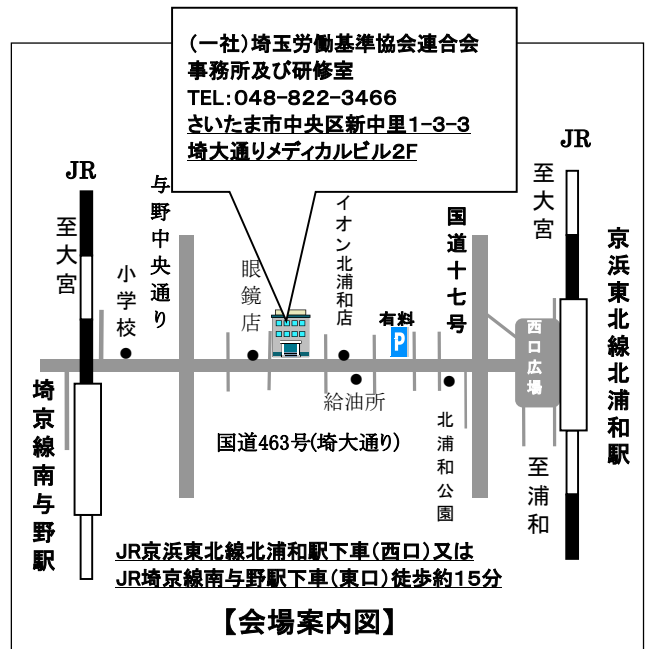 (一社)埼玉労働基準協会連合会
事務所及び研修室
TEL:048-822-3466
さいたま市中央区新中里1-3-3
埼大通りメディカルビル2F
JR
JR
至大宮
小学校
与野中央通り
眼鏡店
イオン北浦和店
有料
P
国道十七号
至大宮
京浜東北線北浦和駅
西口広場
給油所
埼京線南与野駅
国道463号(埼大通り)
北浦和公園
至浦和
JR京浜東北線北浦和駅下車(西口)又は
JR埼京線南与野駅下車(東口)徒歩約15分
【会場案内図】